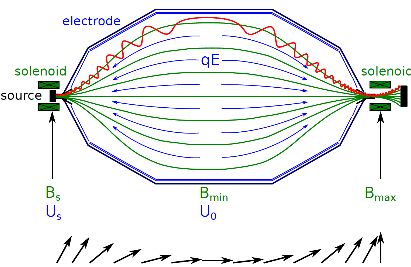 electrode
qE
solenoid
solenoid
source
Bs
Us
Bmin
U0
Bmax